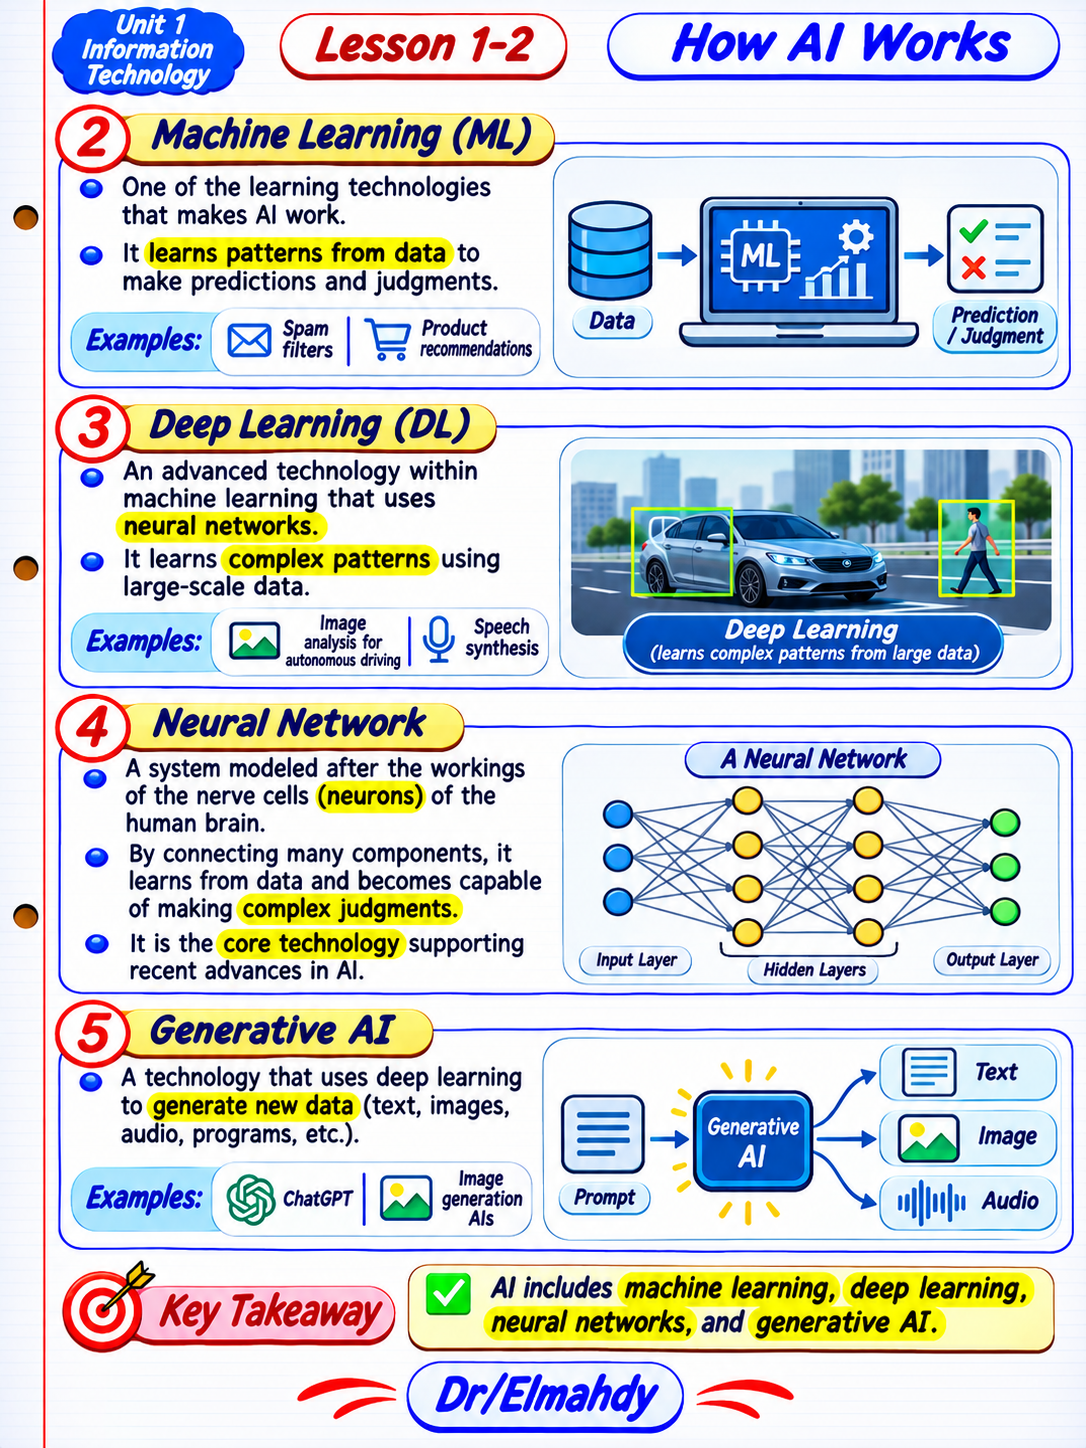 Unit 1
Information
Technology
Lesson 1-2
How AI Works
2
Machine Learning (ML)
One of the learning technologies
that makes AI work.
It learns patterns from data to
make predictions and judgments.
Examples:
Spam
filters
Product
recommendations
Data
ML
Prediction
/ Judgment
3
Deep Learning (DL)
An advanced technology within
machine learning that uses
neural networks.
It learns complex patterns using
large-scale data.
Examples:
Image
analysis for
autonomous driving
Speech
synthesis
Deep Learning
(learns complex patterns from large data)
4
Neural Network
A system modeled after the workings
of the nerve cells (neurons) of the
human brain.
By connecting many components, it
learns from data and becomes capable
of making complex judgments.
It is the core technology supporting
recent advances in AI.
A Neural Network
Input Layer
Hidden Layers
Output Layer
5
Generative AI
A technology that uses deep learning
to generate new data (text, images,
audio, programs, etc.).
Examples:
ChatGPT
Image
generation
AIs
Prompt
Generative
AI
Text
Image
Audio
Key Takeaway
AI includes machine learning, deep learning,
neural networks, and generative AI.
Dr/Elmahdy